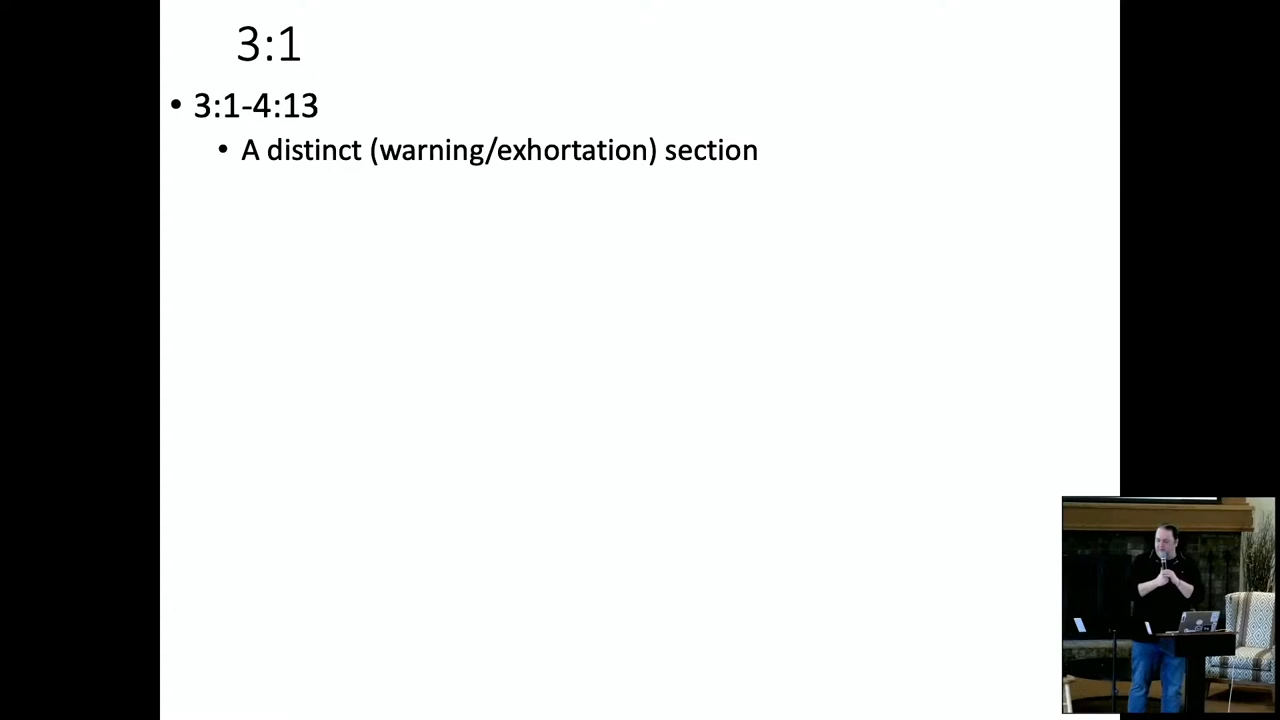 3:1
• 3:1-4:13
• A distinct (warning/exhortation) section